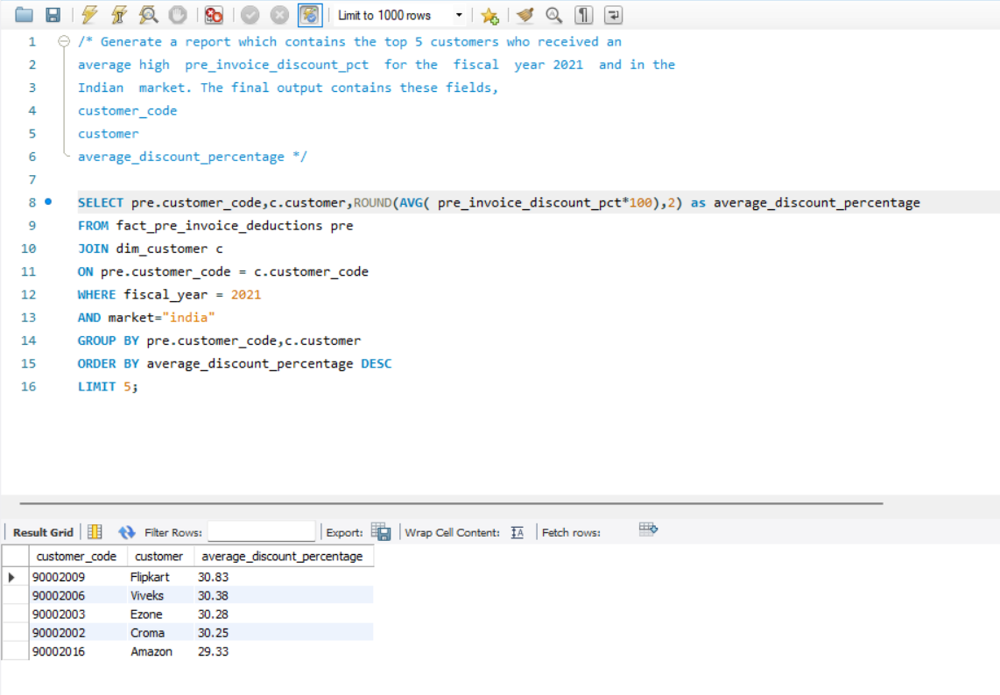 Limit to 1000 rows
1 /* Generate a report which contains the top 5 customers who received an
2 average high  pre_invoice_discount_pct  for the  fiscal  year 2021  and in the
3 Indian  market. The final output contains these fields,
4 customer_code
5 customer
6 average_discount_percentage */
7
8 SELECT pre.customer_code,c.customer,ROUND(AVG( pre_invoice_discount_pct*100),2) as average_discount_percentage
9 FROM fact_pre_invoice_deductions pre
10 JOIN dim_customer c
11 ON pre.customer_code = c.customer_code
12 WHERE fiscal_year = 2021
13 AND market="india"
14 GROUP BY pre.customer_code,c.customer
15 ORDER BY average_discount_percentage DESC
16 LIMIT 5;
Result Grid Filter Rows: Export: Wrap Cell Content: IA Fetch rows:
customer_code customer average_discount_percentage
90002009 Flipkart 30.83
90002006 Viveks 30.38
90002003 Ezone 30.28
90002002 Croma 30.25
90002016 Amazon 29.33